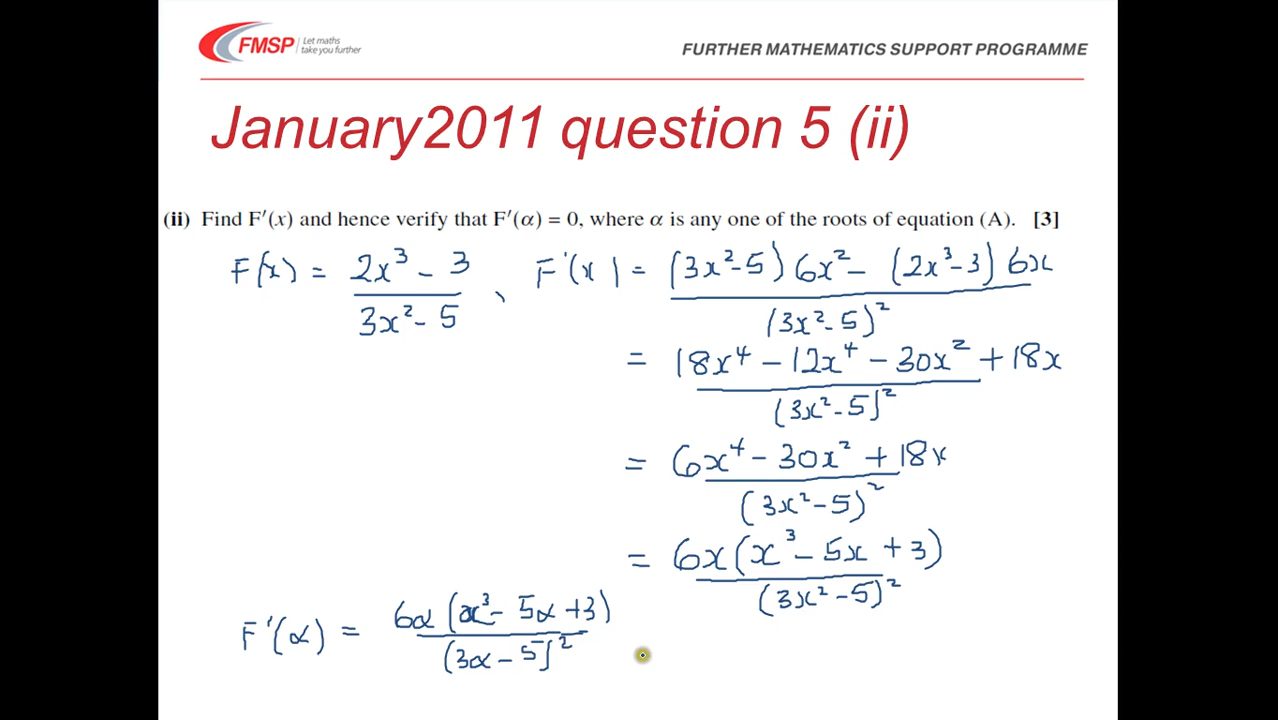 FMSP Let maths take you further
FURTHER MATHEMATICS SUPPORT PROGRAMME
January2011 question 5 (ii)
(ii) Find F′(x) and hence verify that F′(α) = 0, where α is any one of the roots of equation (A). [3]
F(x) = (2x³ − 3)/(3x² − 5) , F'(x) = ((3x²−5)6x² − (2x³−3)6x)/(3x²−5)²
= (18x⁴ − 12x⁴ − 30x² + 18x)/(3x²−5)²
= (6x⁴ − 30x² + 18x)/(3x²−5)²
= 6x(x³ − 5x + 3)/(3x²−5)²
F'(α) = 6α(α³ − 5α + 3)/(3α − 5)²